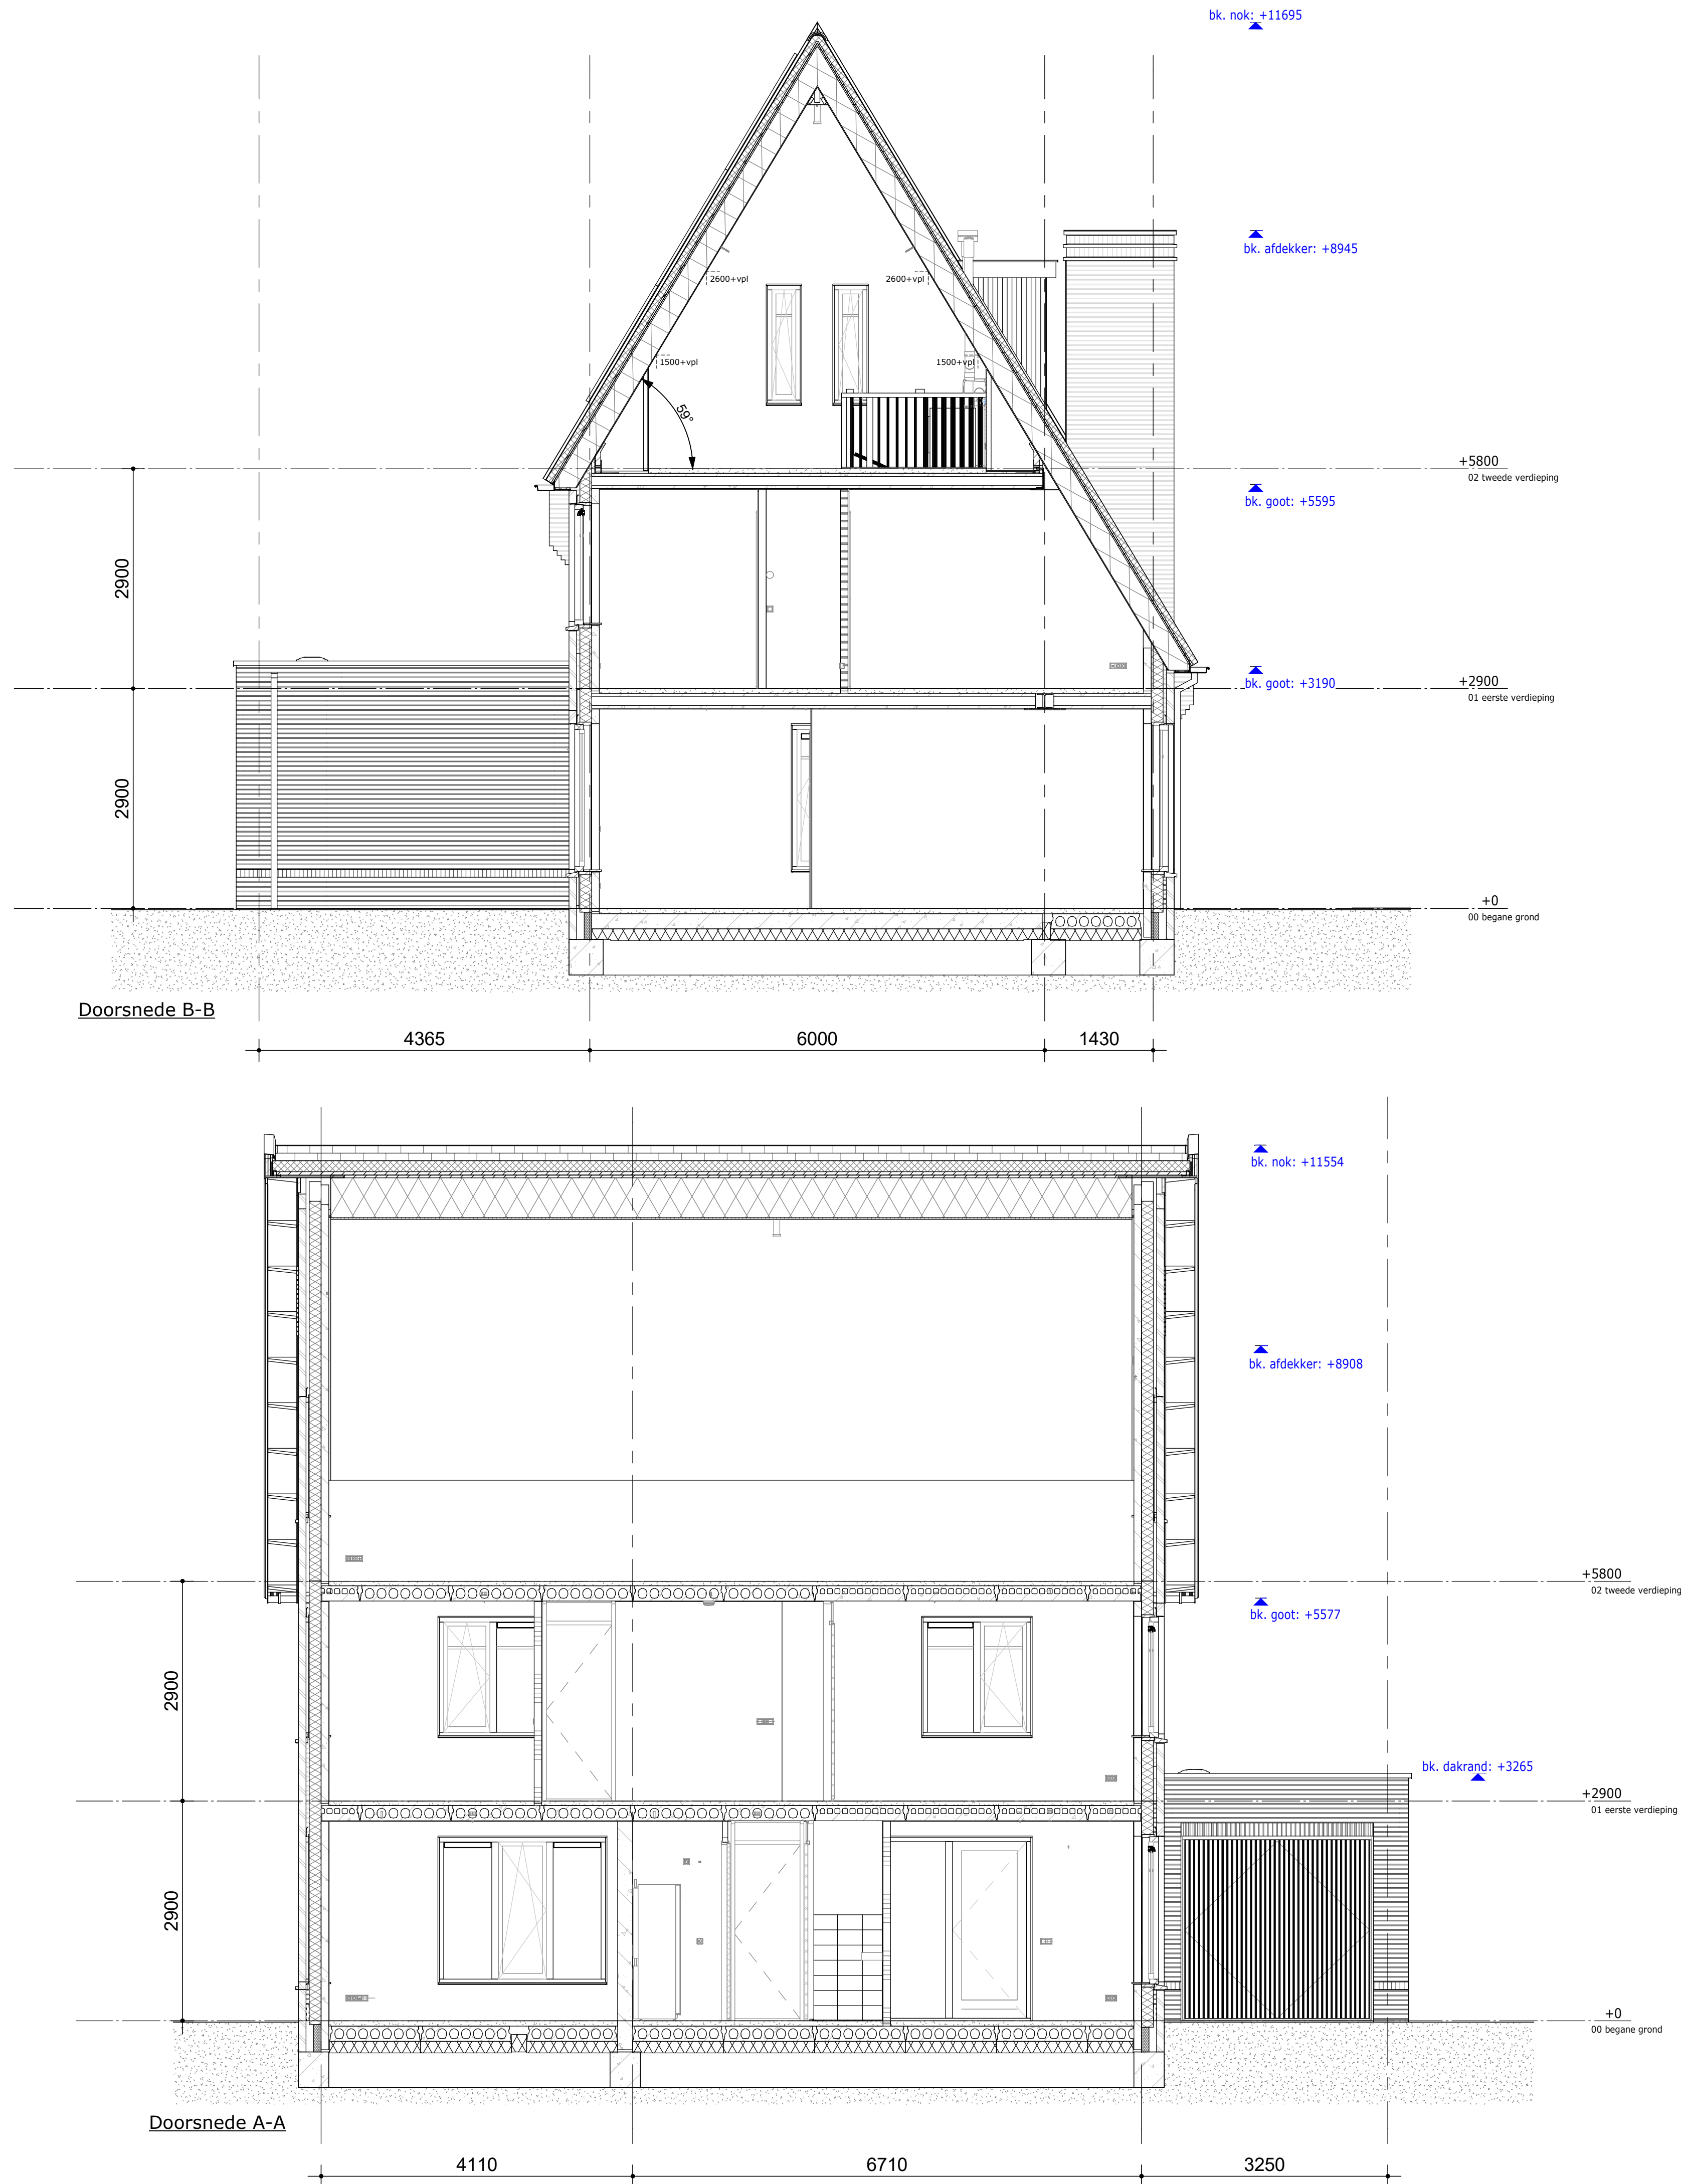 bk. nok: +11695
bk. afdekker: +8945
2600+vpl
2600+vpl
1500+vpl
1500+vpl
59°
+5800
02 tweede verdieping
bk. goot: +5595
2900
bk. goot: +3190
+2900
01 eerste verdieping
2900
+0
00 begane grond
Doorsnede B-B
4365
6000
1430
bk. nok: +11554
bk. afdekker: +8908
+5800
02 tweede verdieping
bk. goot: +5577
2900
bk. dakrand: +3265
+2900
01 eerste verdieping
2900
+0
00 begane grond
Doorsnede A-A
4110
6710
3250